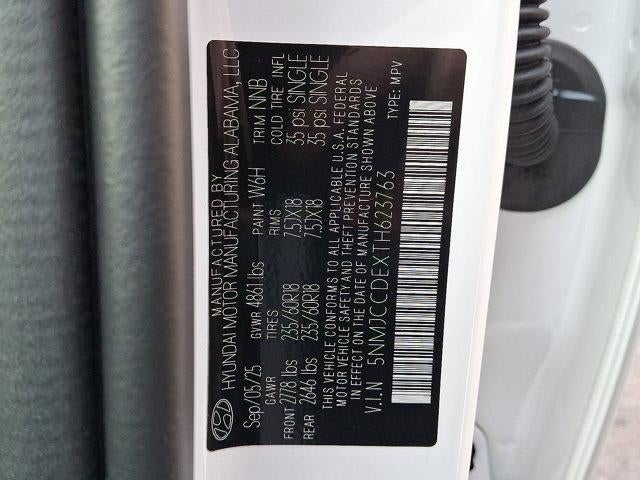 MANUFACTURED BY
HYUNDAI MOTOR MANUFACTURING ALABAMA, LLC
Sep/05/25 GVWR 4861 lbs PAINT W6H TRIM NNB
GAWR TIRES RIMS COLD TIRE INFL
FRONT 2778 lbs 235/60R18 7.5JX18 35 psi SINGLE
REAR 2646 lbs 235/60R18 7.5JX18 35 psi SINGLE
THIS VEHICLE CONFORMS TO ALL APPLICABLE U.S.A. FEDERAL
MOTOR VEHICLE SAFETY AND THEFT PREVENTION STANDARDS
IN EFFECT ON THE DATE OF MANUFACTURE SHOWN ABOVE
V.I.N 5NMJCCDEXTH623763 TYPE: MPV